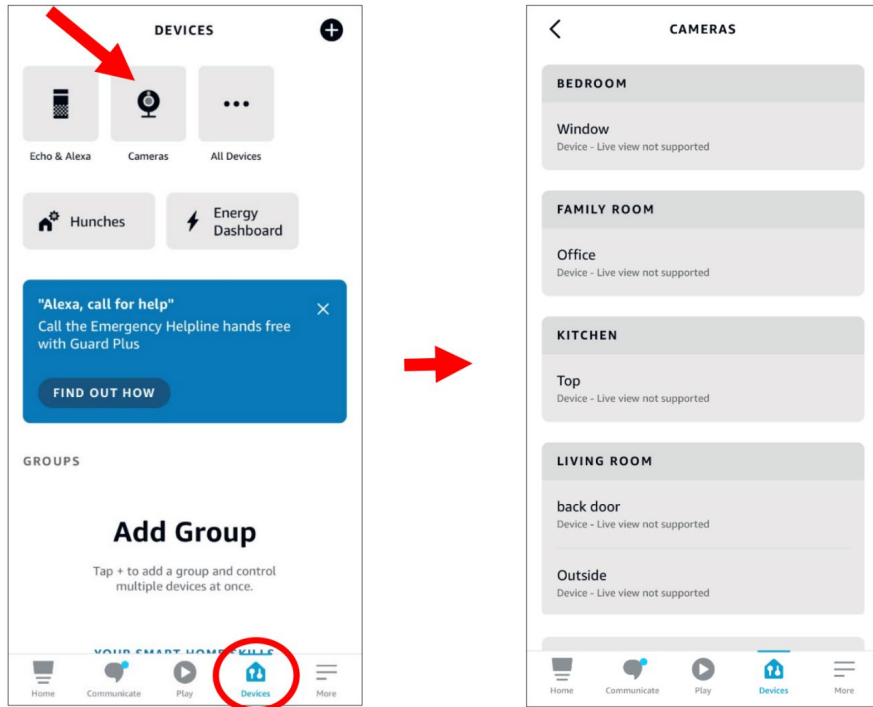 DEVICES
Echo & Alexa
Cameras
All Devices
Hunches
Energy
Dashboard
"Alexa, call for help"
Call the Emergency Helpline hands free
with Guard Plus
FIND OUT HOW
GROUPS
Add Group
Tap + to add a group and control
multiple devices at once.
YOUR SMART HOME SKILLS
Home
Communicate
Play
Devices
More
CAMERAS
BEDROOM
Window
Device - Live view not supported
FAMILY ROOM
Office
Device - Live view not supported
KITCHEN
Top
Device - Live view not supported
LIVING ROOM
back door
Device - Live view not supported
Outside
Device - Live view not supported
Home
Communicate
Play
Devices
More